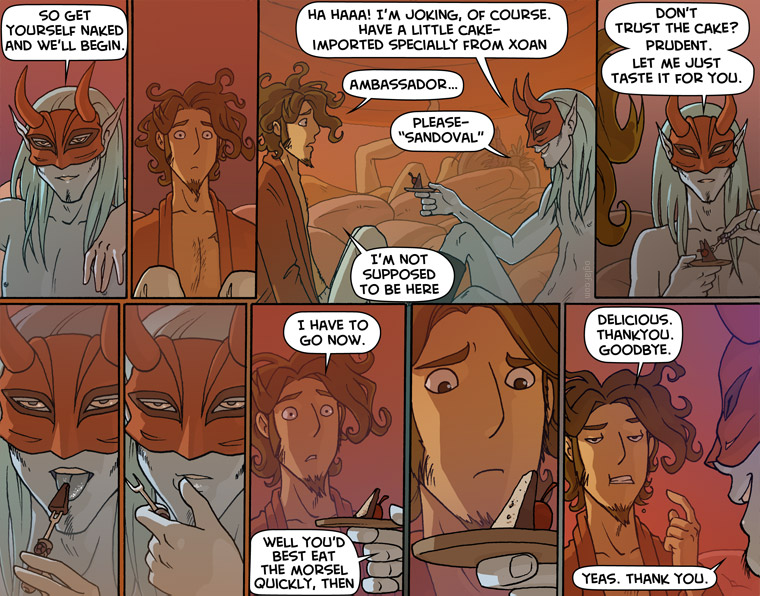 SO GET
YOURSELF NAKED
AND WE'LL BEGIN.
HA HAAA! I'M JOKING, OF COURSE.
HAVE A LITTLE CAKE-
IMPORTED SPECIALLY FROM XOAN
AMBASSADOR...
PLEASE-
"SANDOVAL"
I'M NOT
SUPPOSED
TO BE HERE
DON'T
TRUST THE CAKE?
PRUDENT.
LET ME JUST
TASTE IT FOR YOU.
I HAVE TO
GO NOW.
WELL YOU'D
BEST EAT
THE MORSEL
QUICKLY, THEN
DELICIOUS.
THANKYOU.
GOODBYE.
YEAS. THANK YOU.